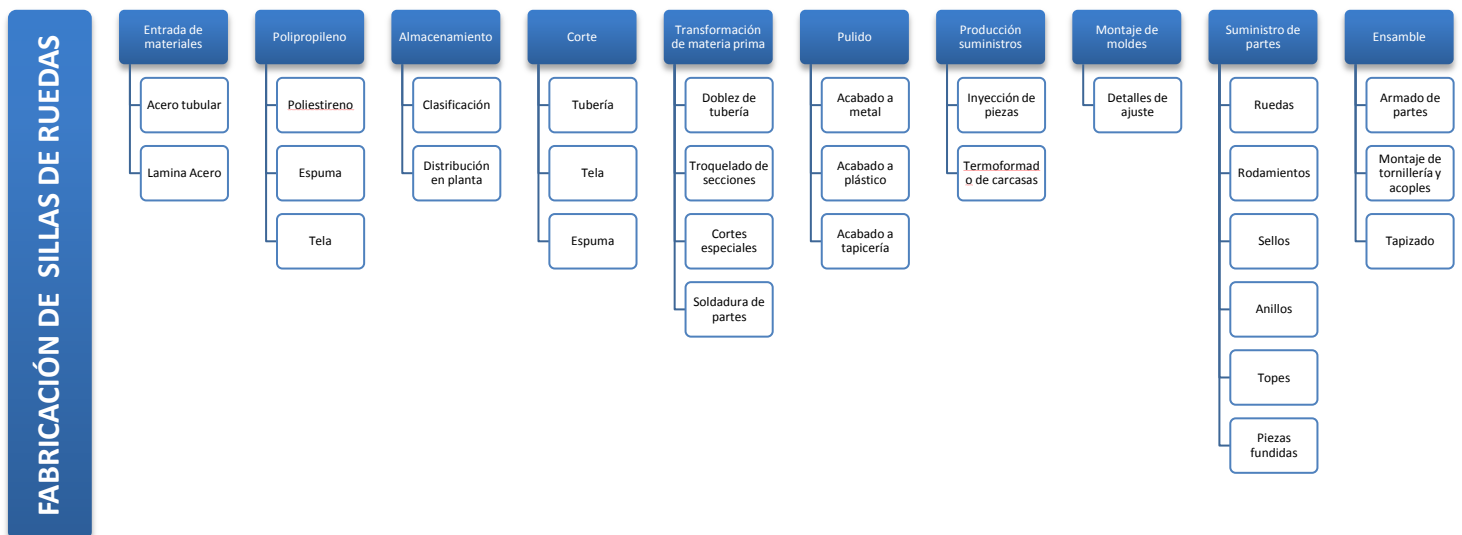 FABRICACIÓN DE SILLAS DE RUEDAS
Entrada de
materiales
Acero tubular
Lamina Acero
Polipropileno
Poliestireno
Espuma
Tela
Almacenamiento
Clasificación
Distribución
en planta
Corte
Tubería
Tela
Espuma
Transformación
de materia prima
Doblez de
tubería
Troquelado de
secciones
Cortes
especiales
Soldadura de
partes
Pulido
Acabado a
metal
Acabado a
plástico
Acabado a
tapicería
Producción
suministros
Inyección de
piezas
Termoformad
o de carcasas
Montaje de
moldes
Detalles de
ajuste
Suministro de
partes
Ruedas
Rodamientos
Sellos
Anillos
Topes
Piezas
fundidas
Ensamble
Armado de
partes
Montaje de
tornillería y
acoples
Tapizado